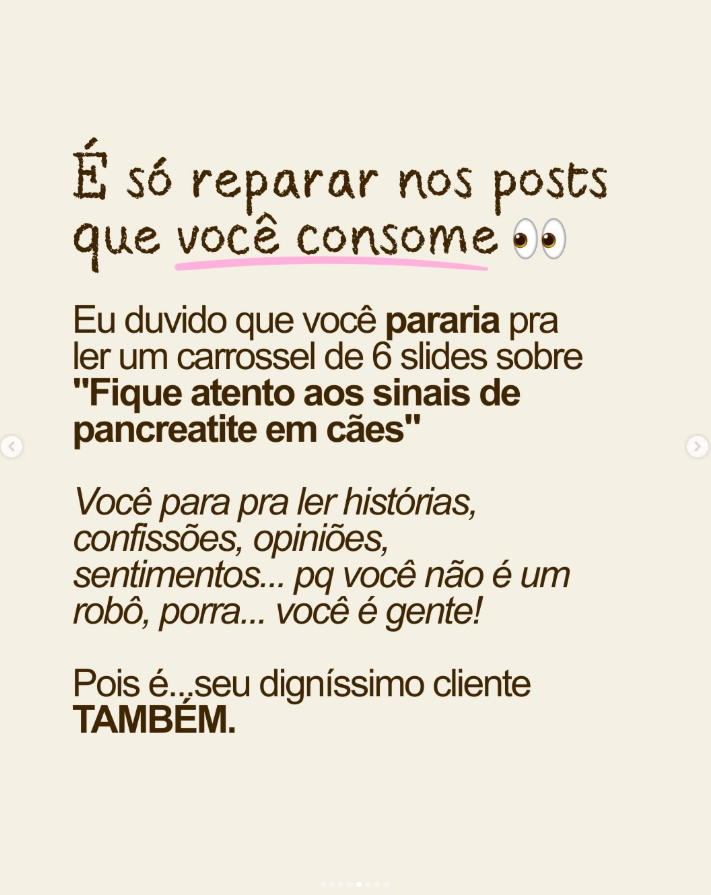 É só reparar nos posts
que você consome 👀
Eu duvido que você pararia pra
ler um carrossel de 6 slides sobre
"Fique atento aos sinais de
pancreatite em cães"
Você para pra ler histórias,
confissões, opiniões,
sentimentos... pq você não é um
robô, porra... você é gente!
Pois é...seu digníssimo cliente
TAMBÉM.